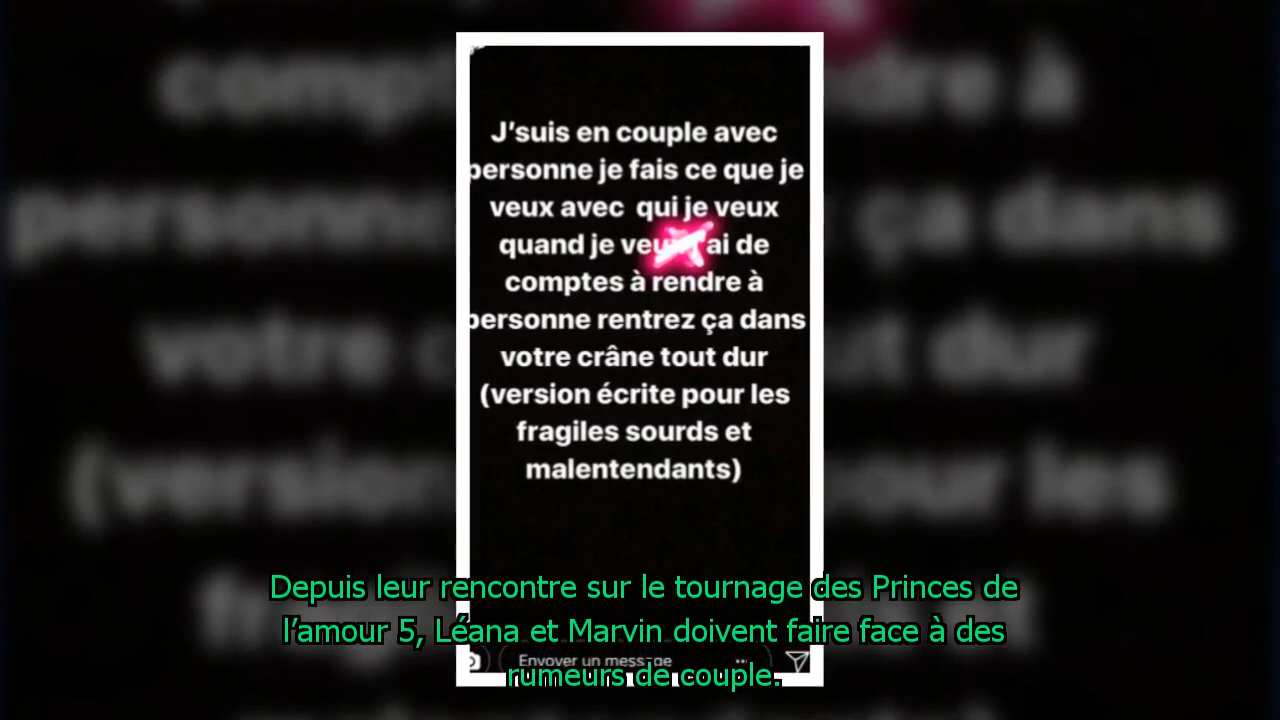 J'suis en couple avec
personne je fais ce que je
veux avec qui je veux
quand je veux j'ai de
comptes à rendre à
personne rentrez ça dans
votre crâne tout dur
(version écrite pour les
fragiles sourds et
malentendants)
Depuis leur rencontre sur le tournage des Princes de
l’amour 5, Léana et Marvin doivent faire face à des
Envoyer un message
rumeurs de couple.